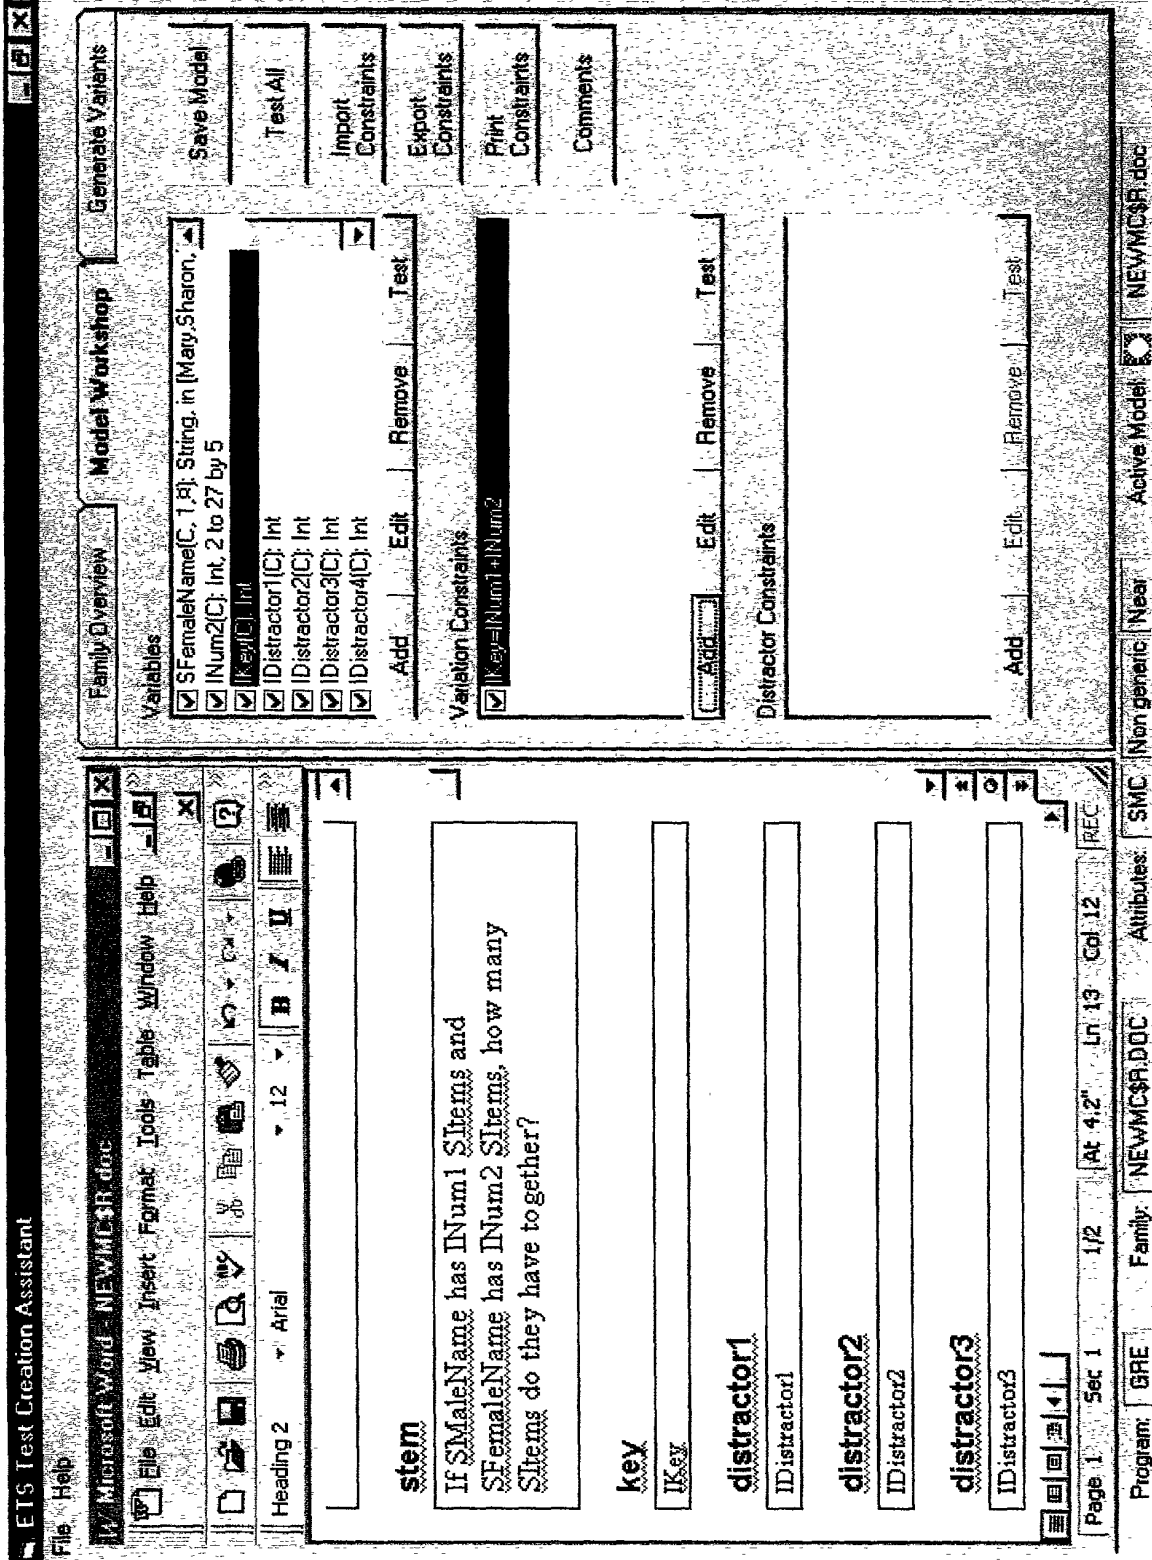 ETS Test Creation Assistant
File Help
Microsoft Word - NEWMC$R.doc
File Edit View Insert Format Tools Table Window Help
Heading 2 Arial 12 B I U
stem
If SMaleName has INum1 SItems and
SFemaleName has INum2 SItems, how many
SItems do they have together?
key
IKey
distractor1
IDistractor1
distractor2
IDistractor2
distractor3
IDistractor3
Page 1 Sec 1 1/2 At 4.2" Ln 13 Col 12 REC
Family Overview Model Workshop Generate Variants
Variables
SFemaleName(C, 1,8): String, in [Mary,Sharon,
INum2(C): Int, 2 to 27 by 5
IKey(C): Int
IDistractor1(C): Int
IDistractor2(C): Int
IDistractor3(C): Int
IDistractor4(C): Int
Add Edit Remove Test
Variation Constraints
IKey=INum1+INum2
Add Edit Remove Test
Distractor Constraints
Add Edit Remove Test
Save Model
Test All
Import
Constraints
Export
Constraints
Print
Constraints
Comments
Program: GRE Family: NEWMC$R.DOC Attributes: SMC Non generic Near Active Model: NEWMC$R.doc